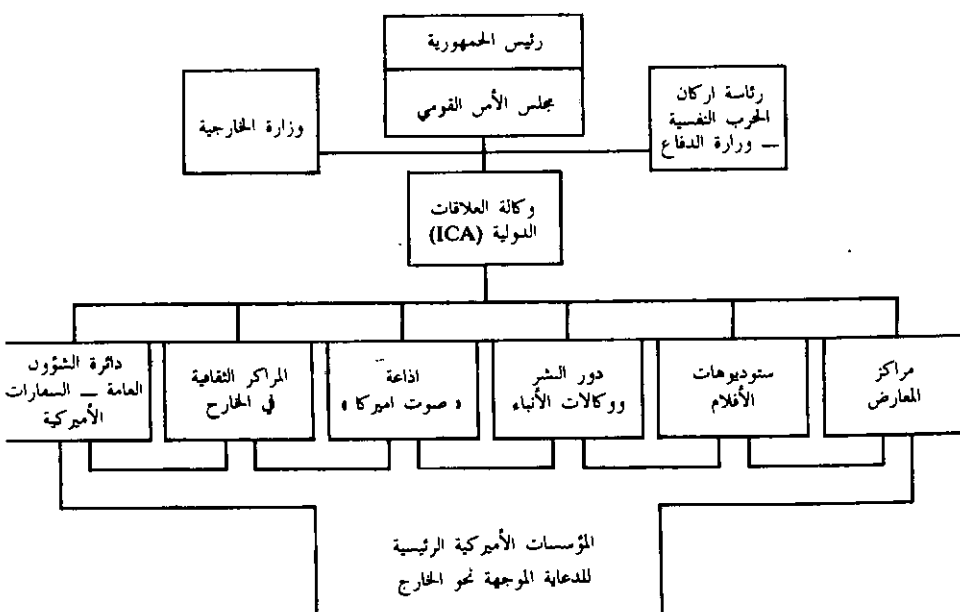 رئيس الجمهورية
مجلس الأمن القومي
رئاسة اركان
الحرب النفسية
— وزارة الدفاع
وزارة الخارجية
وكالة العلاقات
الدولية (ICA)
مراكز
المعارض
ستوديوهات
الأفلام
دور النشر
ووكالات الأنباء
اذاعة
« صوت اميركا »
المراكز الثقافية
في الخارج
دائرة الشؤون
العامة — السفارات
الأميركية
المؤسسات الأميركية الرئيسية
للدعاية الموجهة نحو الخارج